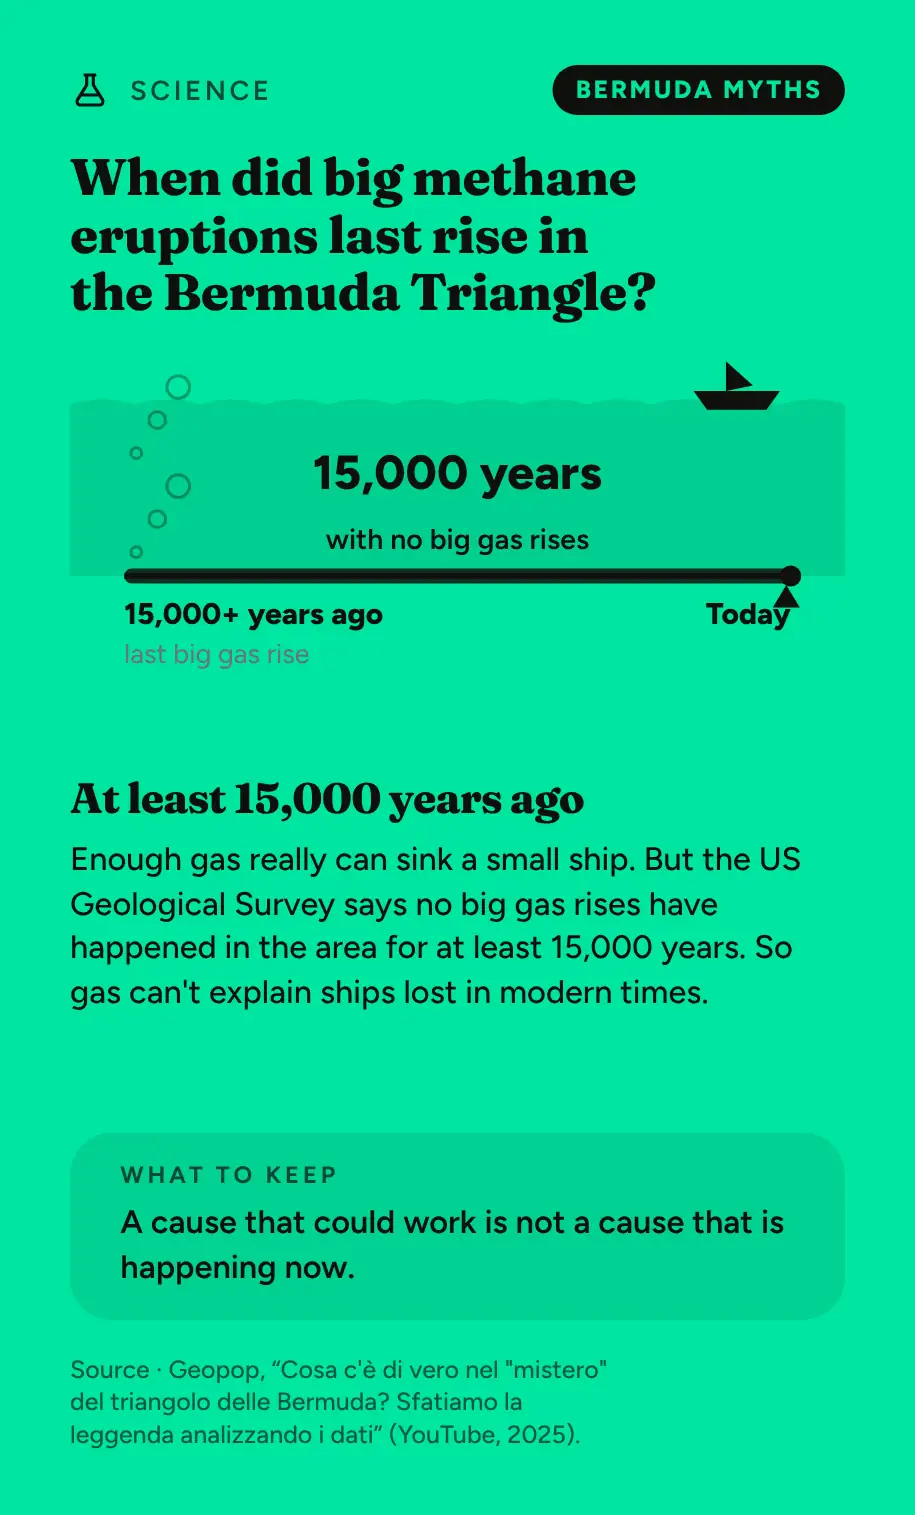 SCIENCE
BERMUDA MYTHS
When did big methane
eruptions last rise in
the Bermuda Triangle?
15,000 years
with no big gas rises
15,000+ years ago
Today
last big gas rise
At least 15,000 years ago
Enough gas really can sink a small ship. But the US
Geological Survey says no big gas rises have
happened in the area for at least 15,000 years. So
gas can't explain ships lost in modern times.
WHAT TO KEEP
A cause that could work is not a cause that is
happening now.
Source · Geopop, “Cosa c'è di vero nel "mistero"
del triangolo delle Bermuda? Sfatiamo la
leggenda analizzando i dati” (YouTube, 2025).